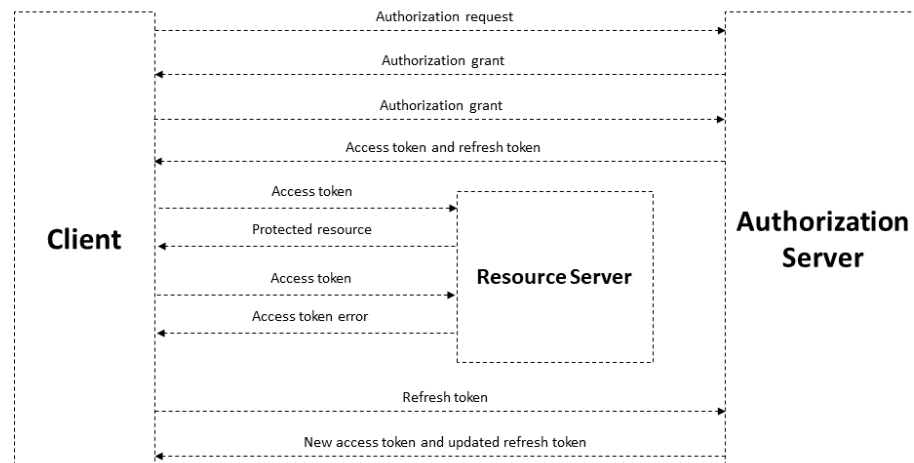 Authorization request
Authorization grant
Authorization grant
Access token and refresh token
Access token
Protected resource
Client
Resource Server
Authorization
Server
Access token
Access token error
Refresh token
New access token and updated refresh token